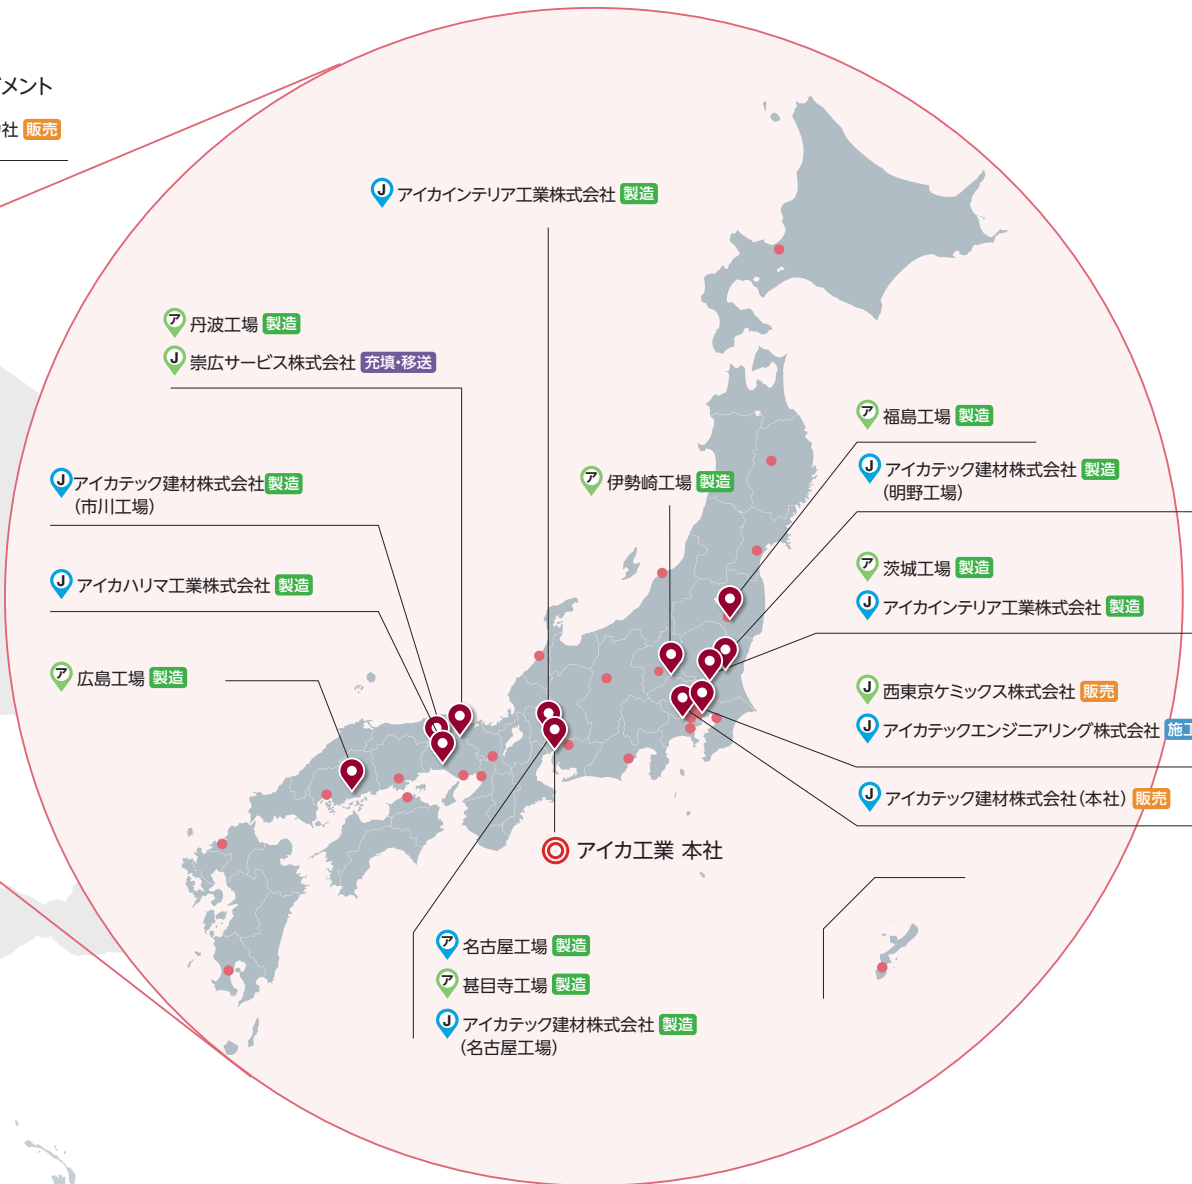 メント
社 販売
J アイカインテリア工業株式会社 製造
ア 丹波工場 製造
J 崇広サービス株式会社 充填・移送
J アイカテック建材株式会社 製造
(市川工場)
J アイカハリマ工業株式会社 製造
ア 広島工場 製造
ア 伊勢崎工場 製造
ア 福島工場 製造
J アイカテック建材株式会社 製造
(明野工場)
ア 茨城工場 製造
J アイカインテリア工業株式会社 製造
J 西東京ケミックス株式会社 販売
J アイカテックエンジニアリング株式会社 施工
J アイカテック建材株式会社(本社) 販売
アイカ工業 本社
ア 名古屋工場 製造
ア 甚目寺工場 製造
J アイカテック建材株式会社 製造
(名古屋工場)